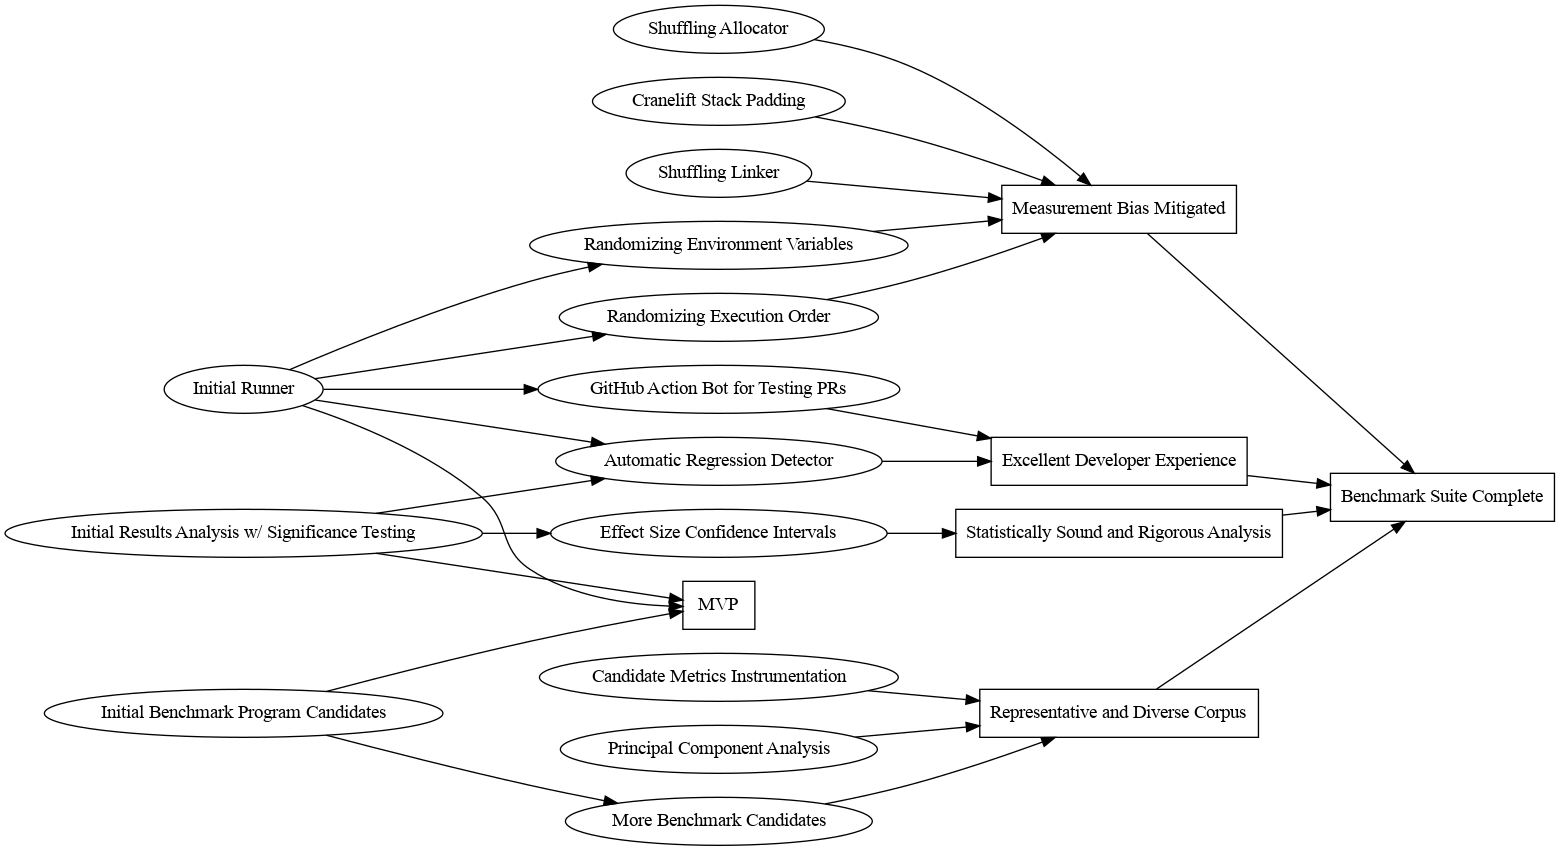 Shuffling Allocator
Cranelift Stack Padding
Shuffling Linker
Measurement Bias Mitigated
Randomizing Environment Variables
Randomizing Execution Order
Initial Runner
GitHub Action Bot for Testing PRs
Automatic Regression Detector
Excellent Developer Experience
Benchmark Suite Complete
Initial Results Analysis w/ Significance Testing
Effect Size Confidence Intervals
Statistically Sound and Rigorous Analysis
MVP
Candidate Metrics Instrumentation
Initial Benchmark Program Candidates
Representative and Diverse Corpus
Principal Component Analysis
More Benchmark Candidates